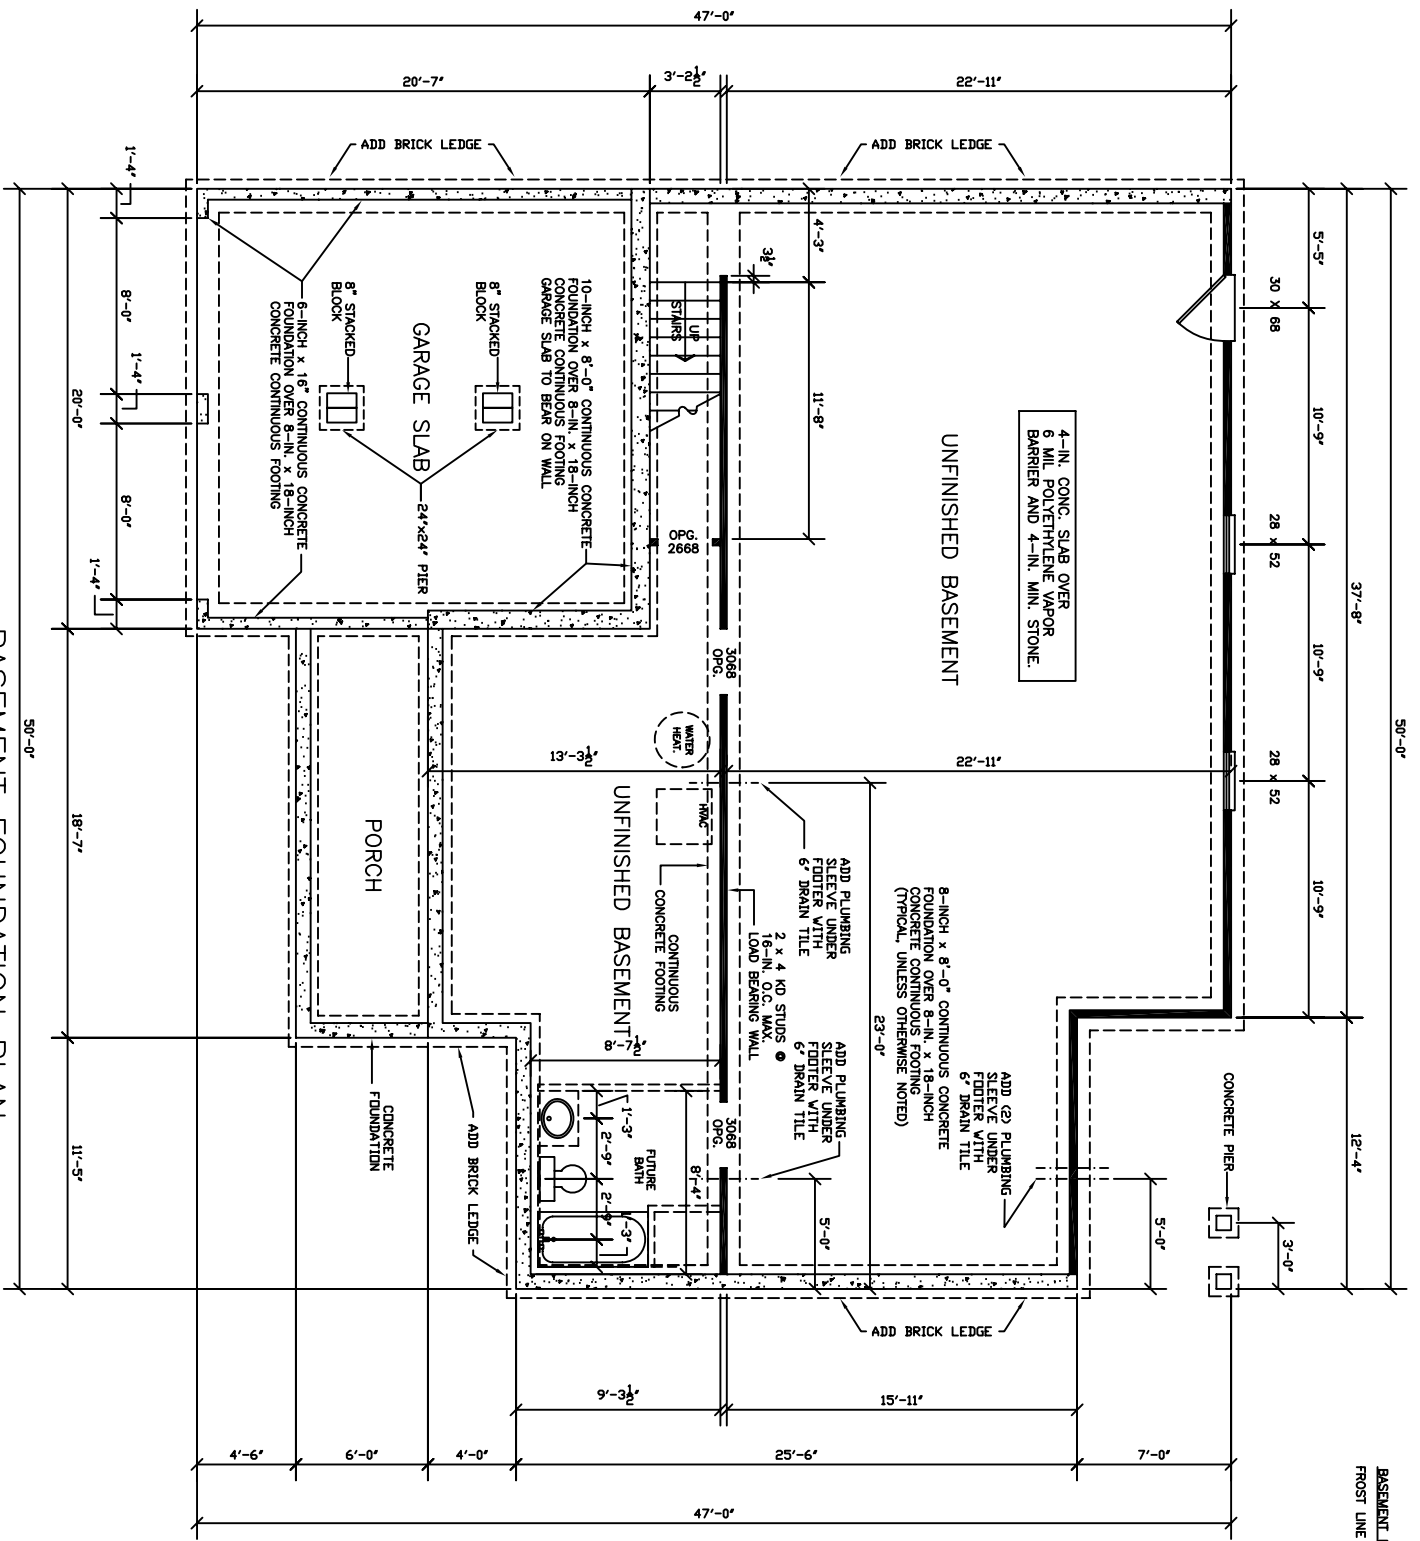 47'-0"
20'-7"
3'-2½"
22'-11"
ADD BRICK LEDGE
ADD BRICK LEDGE
50'-0"
37'-8"
12'-4"
5'-5"
10'-9"
10'-9"
10'-9"
30 x 68
28 x 52
28 x 52
CONCRETE PIER
3'-0"
4-IN. CONC. SLAB OVER
6 MIL POLYETHYLENE VAPOR
BARRIER AND 4-IN. MIN. STONE.
UNFINISHED BASEMENT
4'-3"
3½"
11'-8"
UP
STAIRS
OPG.
2668
3068
OPG.
WATER
HEAT.
HVAC
13'-3½"
22'-11"
23'-0"
ADD PLUMBING
SLEEVE UNDER
FOOTER WITH
6" DRAIN TILE
8-INCH x 8'-0" CONTINUOUS CONCRETE
FOUNDATION OVER 8-IN. x 18-INCH
CONCRETE CONTINUOUS FOOTING
(TYPICAL, UNLESS OTHERWISE NOTED)
ADD (2) PLUMBING
SLEEVE UNDER
FOOTER WITH
6" DRAIN TILE
5'-0"
ADD PLUMBING
SLEEVE UNDER
FOOTER WITH
6" DRAIN TILE
5'-0"
2 x 4 KD STUDS @
16-IN. O.C. MAX.
LOAD BEARING WALL
CONTINUOUS
CONCRETE FOOTING
UNFINISHED BASEMENT
3068
OPG.
8'-7½"
8'-4"
FUTURE
BATH
1'-3"
2'-9"
2'-9"
1'-3"
10-INCH x 8'-0" CONTINUOUS CONCRETE
FOUNDATION OVER 8-IN. x 18-INCH
CONCRETE CONTINUOUS FOOTING
GARAGE SLAB TO BEAR ON WALL
8" STACKED
BLOCK
GARAGE SLAB
24"x24" PIER
8" STACKED
BLOCK
6-INCH x 16" CONTINUOUS CONCRETE
FOUNDATION OVER 8-IN. x 18-INCH
CONCRETE CONTINUOUS FOOTING
PORCH
CONCRETE
FOUNDATION
ADD BRICK LEDGE
ADD BRICK LEDGE
1'-4"
8'-0"
1'-4"
8'-0"
1'-4"
20'-0"
18'-7"
11'-5"
50'-0"
9'-3½"
15'-11"
4'-6"
6'-0"
4'-0"
25'-6"
7'-0"
47'-0"
BASEMENT
FROST LINE
BASEMENT FOUNDATION PLAN